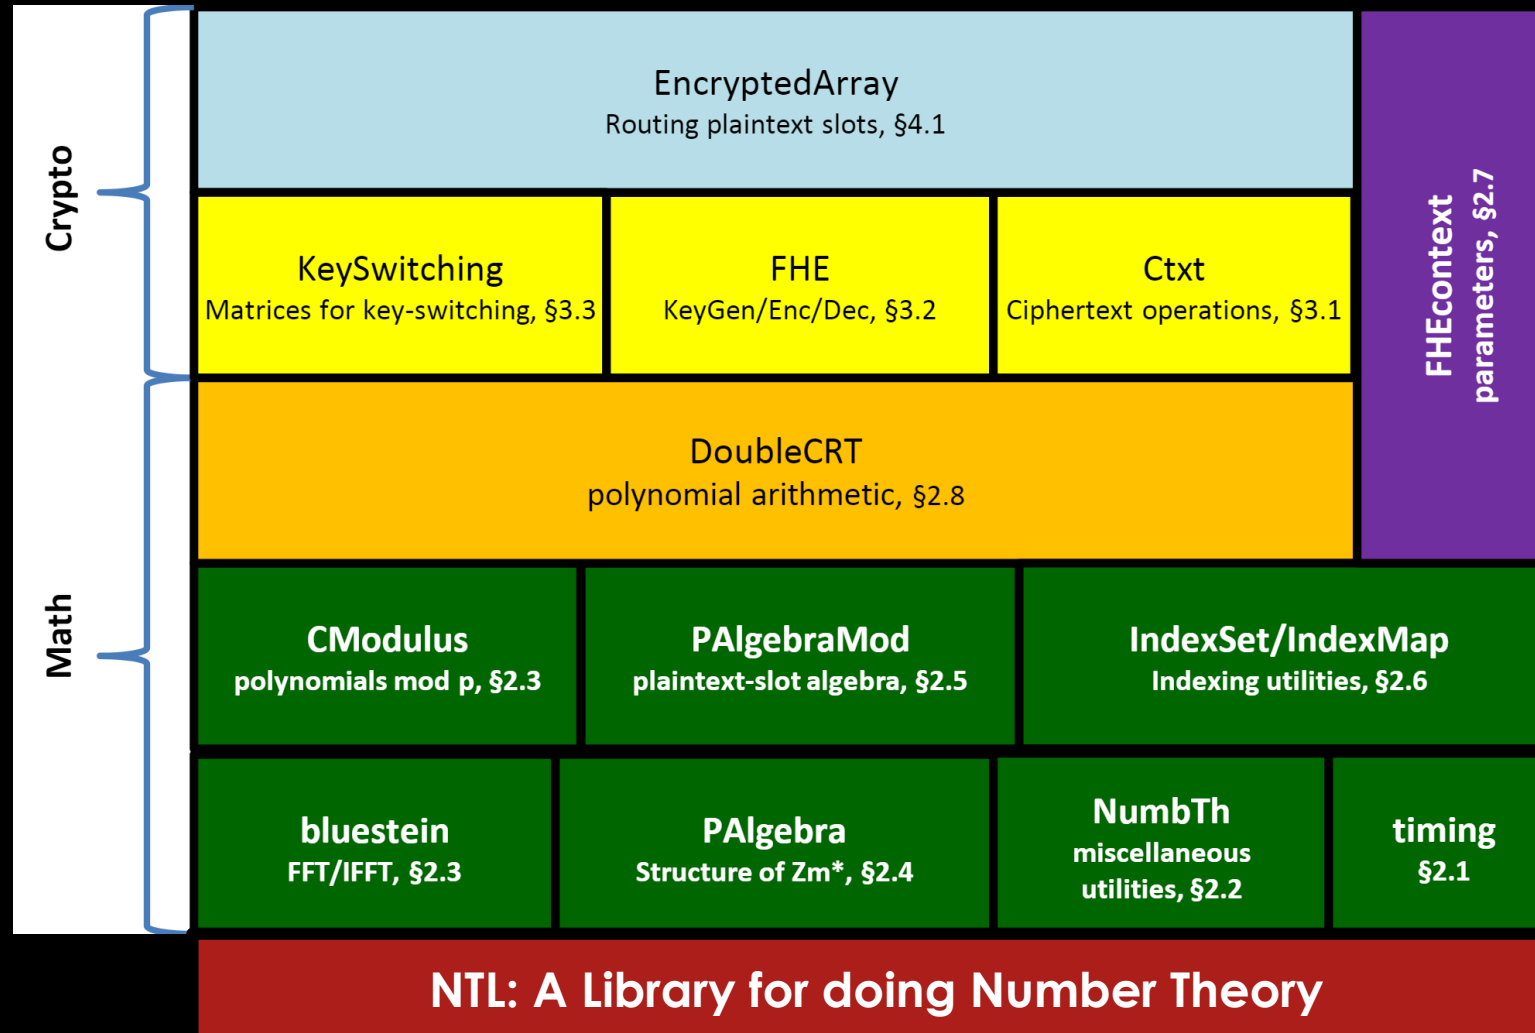 Crypto
EncryptedArray
Routing plaintext slots, §4.1
KeySwitching
Matrices for key-switching, §3.3
FHE
KeyGen/Enc/Dec, §3.2
Ctxt
Ciphertext operations, §3.1
FHEcontext
parameters, §2.7
Math
DoubleCRT
polynomial arithmetic, §2.8
CModulus
polynomials mod p, §2.3
PAlgebraMod
plaintext-slot algebra, §2.5
IndexSet/IndexMap
Indexing utilities, §2.6
bluestein
FFT/IFFT, §2.3
PAlgebra
Structure of Zm*, §2.4
NumbTh
miscellaneous
utilities, §2.2
timing
§2.1
NTL: A Library for doing Number Theory